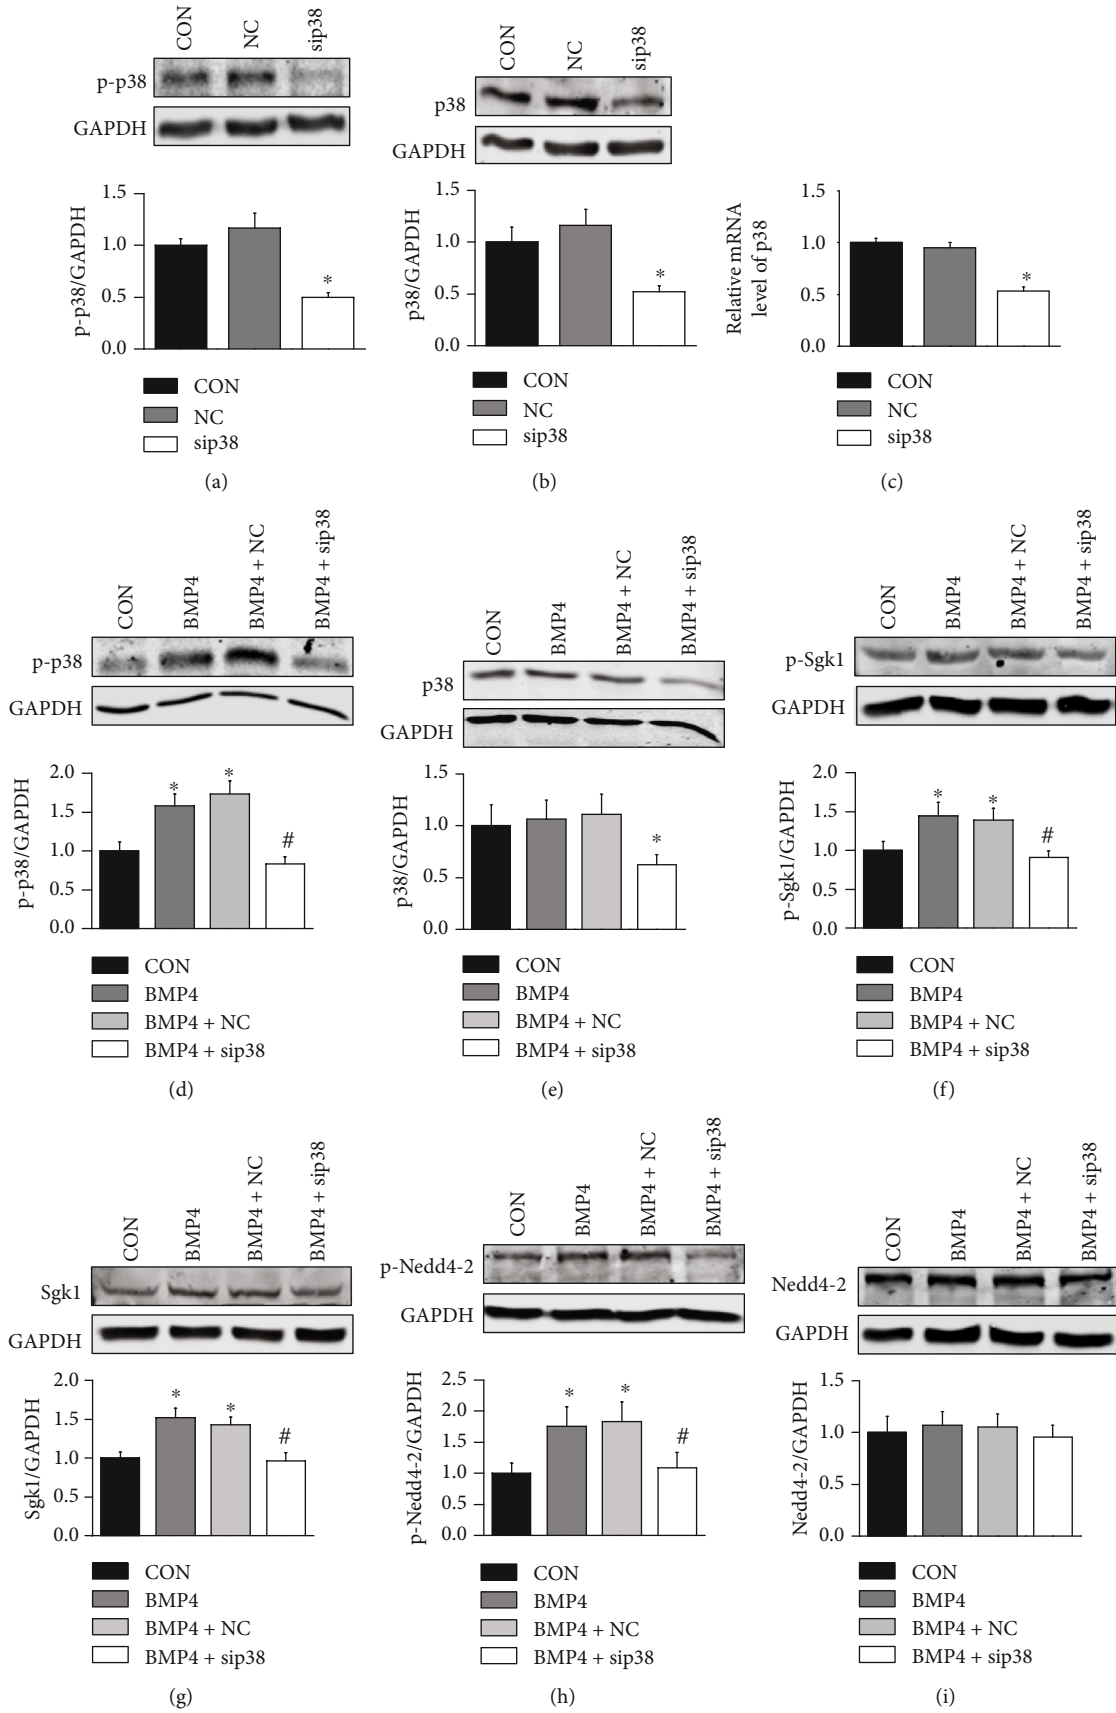 CON
NC
sip38
p-p38
GAPDH
p-p38/GAPDH
1.5
1.0
0.5
0.0
*
CON
NC
sip38
(a)
CON
NC
sip38
p38
GAPDH
p38/GAPDH
1.5
1.0
0.5
0.0
*
CON
NC
sip38
(b)
Relative mRNA
level of p38
1.5
1.0
0.5
0.0
*
CON
NC
sip38
(c)
CON
BMP4
BMP4 + NC
BMP4 + sip38
p-p38
GAPDH
p-p38/GAPDH
2.0
1.5
1.0
0.5
0.0
*
*
#
CON
BMP4
BMP4 + NC
BMP4 + sip38
(d)
CON
BMP4
BMP4 + NC
BMP4 + sip38
p38
GAPDH
p38/GAPDH
1.5
1.0
0.5
0.0
*
CON
BMP4
BMP4 + NC
BMP4 + sip38
(e)
CON
BMP4
BMP4 + NC
BMP4 + sip38
p-Sgk1
GAPDH
p-Sgk1/GAPDH
2.0
1.5
1.0
0.5
0.0
*
*
#
CON
BMP4
BMP4 + NC
BMP4 + sip38
(f)
CON
BMP4
BMP4 + NC
BMP4 + sip38
Sgk1
GAPDH
Sgk1/GAPDH
2.0
1.5
1.0
0.5
0.0
*
*
#
CON
BMP4
BMP4 + NC
BMP4 + sip38
(g)
CON
BMP4
BMP4 + NC
BMP4 + sip38
p-Nedd4-2
GAPDH
p-Nedd4-2/GAPDH
2.5
2.0
1.5
1.0
0.5
0.0
*
*
#
CON
BMP4
BMP4 + NC
BMP4 + sip38
(h)
CON
BMP4
BMP4 + NC
BMP4 + sip38
Nedd4-2
GAPDH
Nedd4-2/GAPDH
1.5
1.0
0.5
0.0
CON
BMP4
BMP4 + NC
BMP4 + sip38
(i)